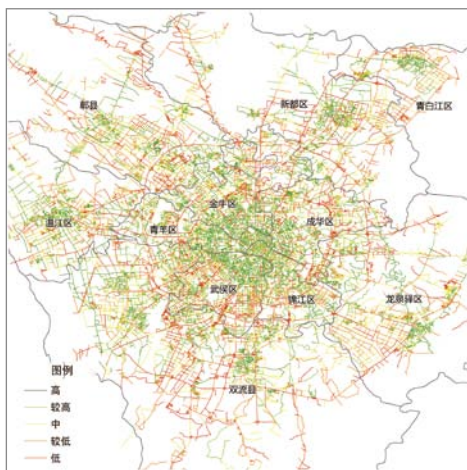 郫县
新都区
青白江区
金牛区
温江区
青羊区
成华区
武侯区
锦江区
龙泉驿区
双流县
图例
高
较高
中
较低
低